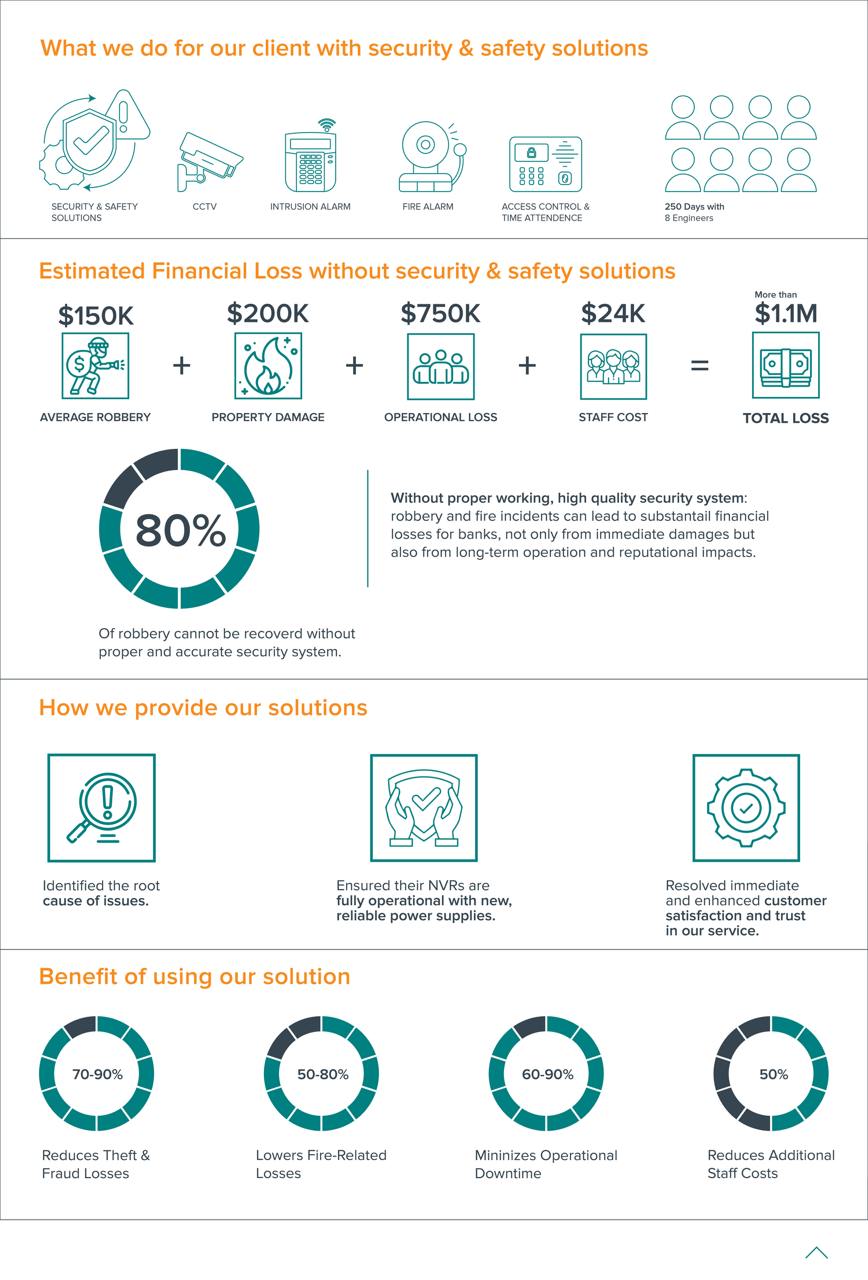 What we do for our client with security & safety solutions
SECURITY & SAFETY
SOLUTIONS
CCTV
INTRUSION ALARM
FIRE ALARM
ACCESS CONTROL &
TIME ATTENDENCE
250 Days with
8 Engineers
Estimated Financial Loss without security & safety solutions
$150K
+
$200K
+
$750K
+
$24K
=
More than
$1.1M
AVERAGE ROBBERY
PROPERTY DAMAGE
OPERATIONAL LOSS
STAFF COST
TOTAL LOSS
80%
Of robbery cannot be recoverd without
proper and accurate security system.
Without proper working, high quality security system:
robbery and fire incidents can lead to substantail financial
losses for banks, not only from immediate damages but
also from long-term operation and reputational impacts.
How we provide our solutions
Identified the root
cause of issues.
Ensured their NVRs are
fully operational with new,
reliable power supplies.
Resolved immediate
and enhanced customer
satisfaction and trust
in our service.
Benefit of using our solution
70-90%
Reduces Theft &
Fraud Losses
50-80%
Lowers Fire-Related
Losses
60-90%
Mininizes Operational
Downtime
50%
Reduces Additional
Staff Costs